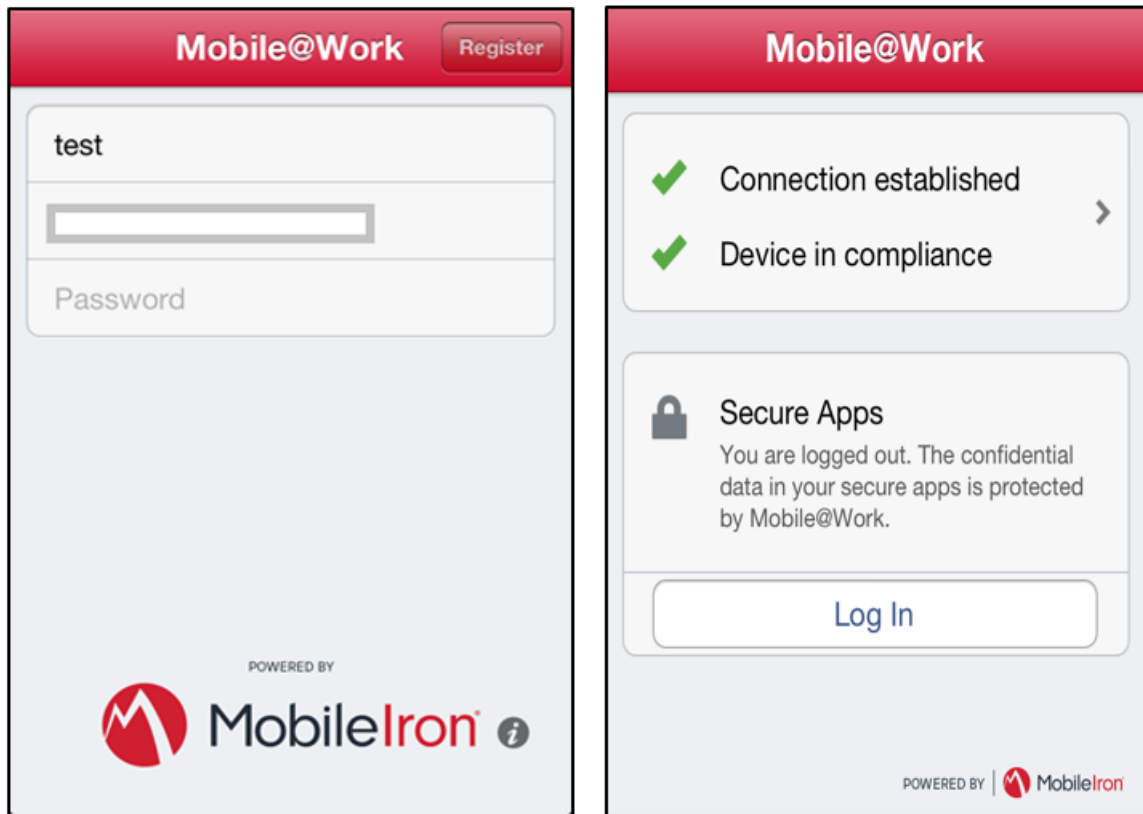 Mobile@Work
Register
test
Password
POWERED BY
MobileIron
Mobile@Work
Connection established
Device in compliance
Secure Apps
You are logged out. The confidential
data in your secure apps is protected
by Mobile@Work.
Log In
POWERED BY MobileIron